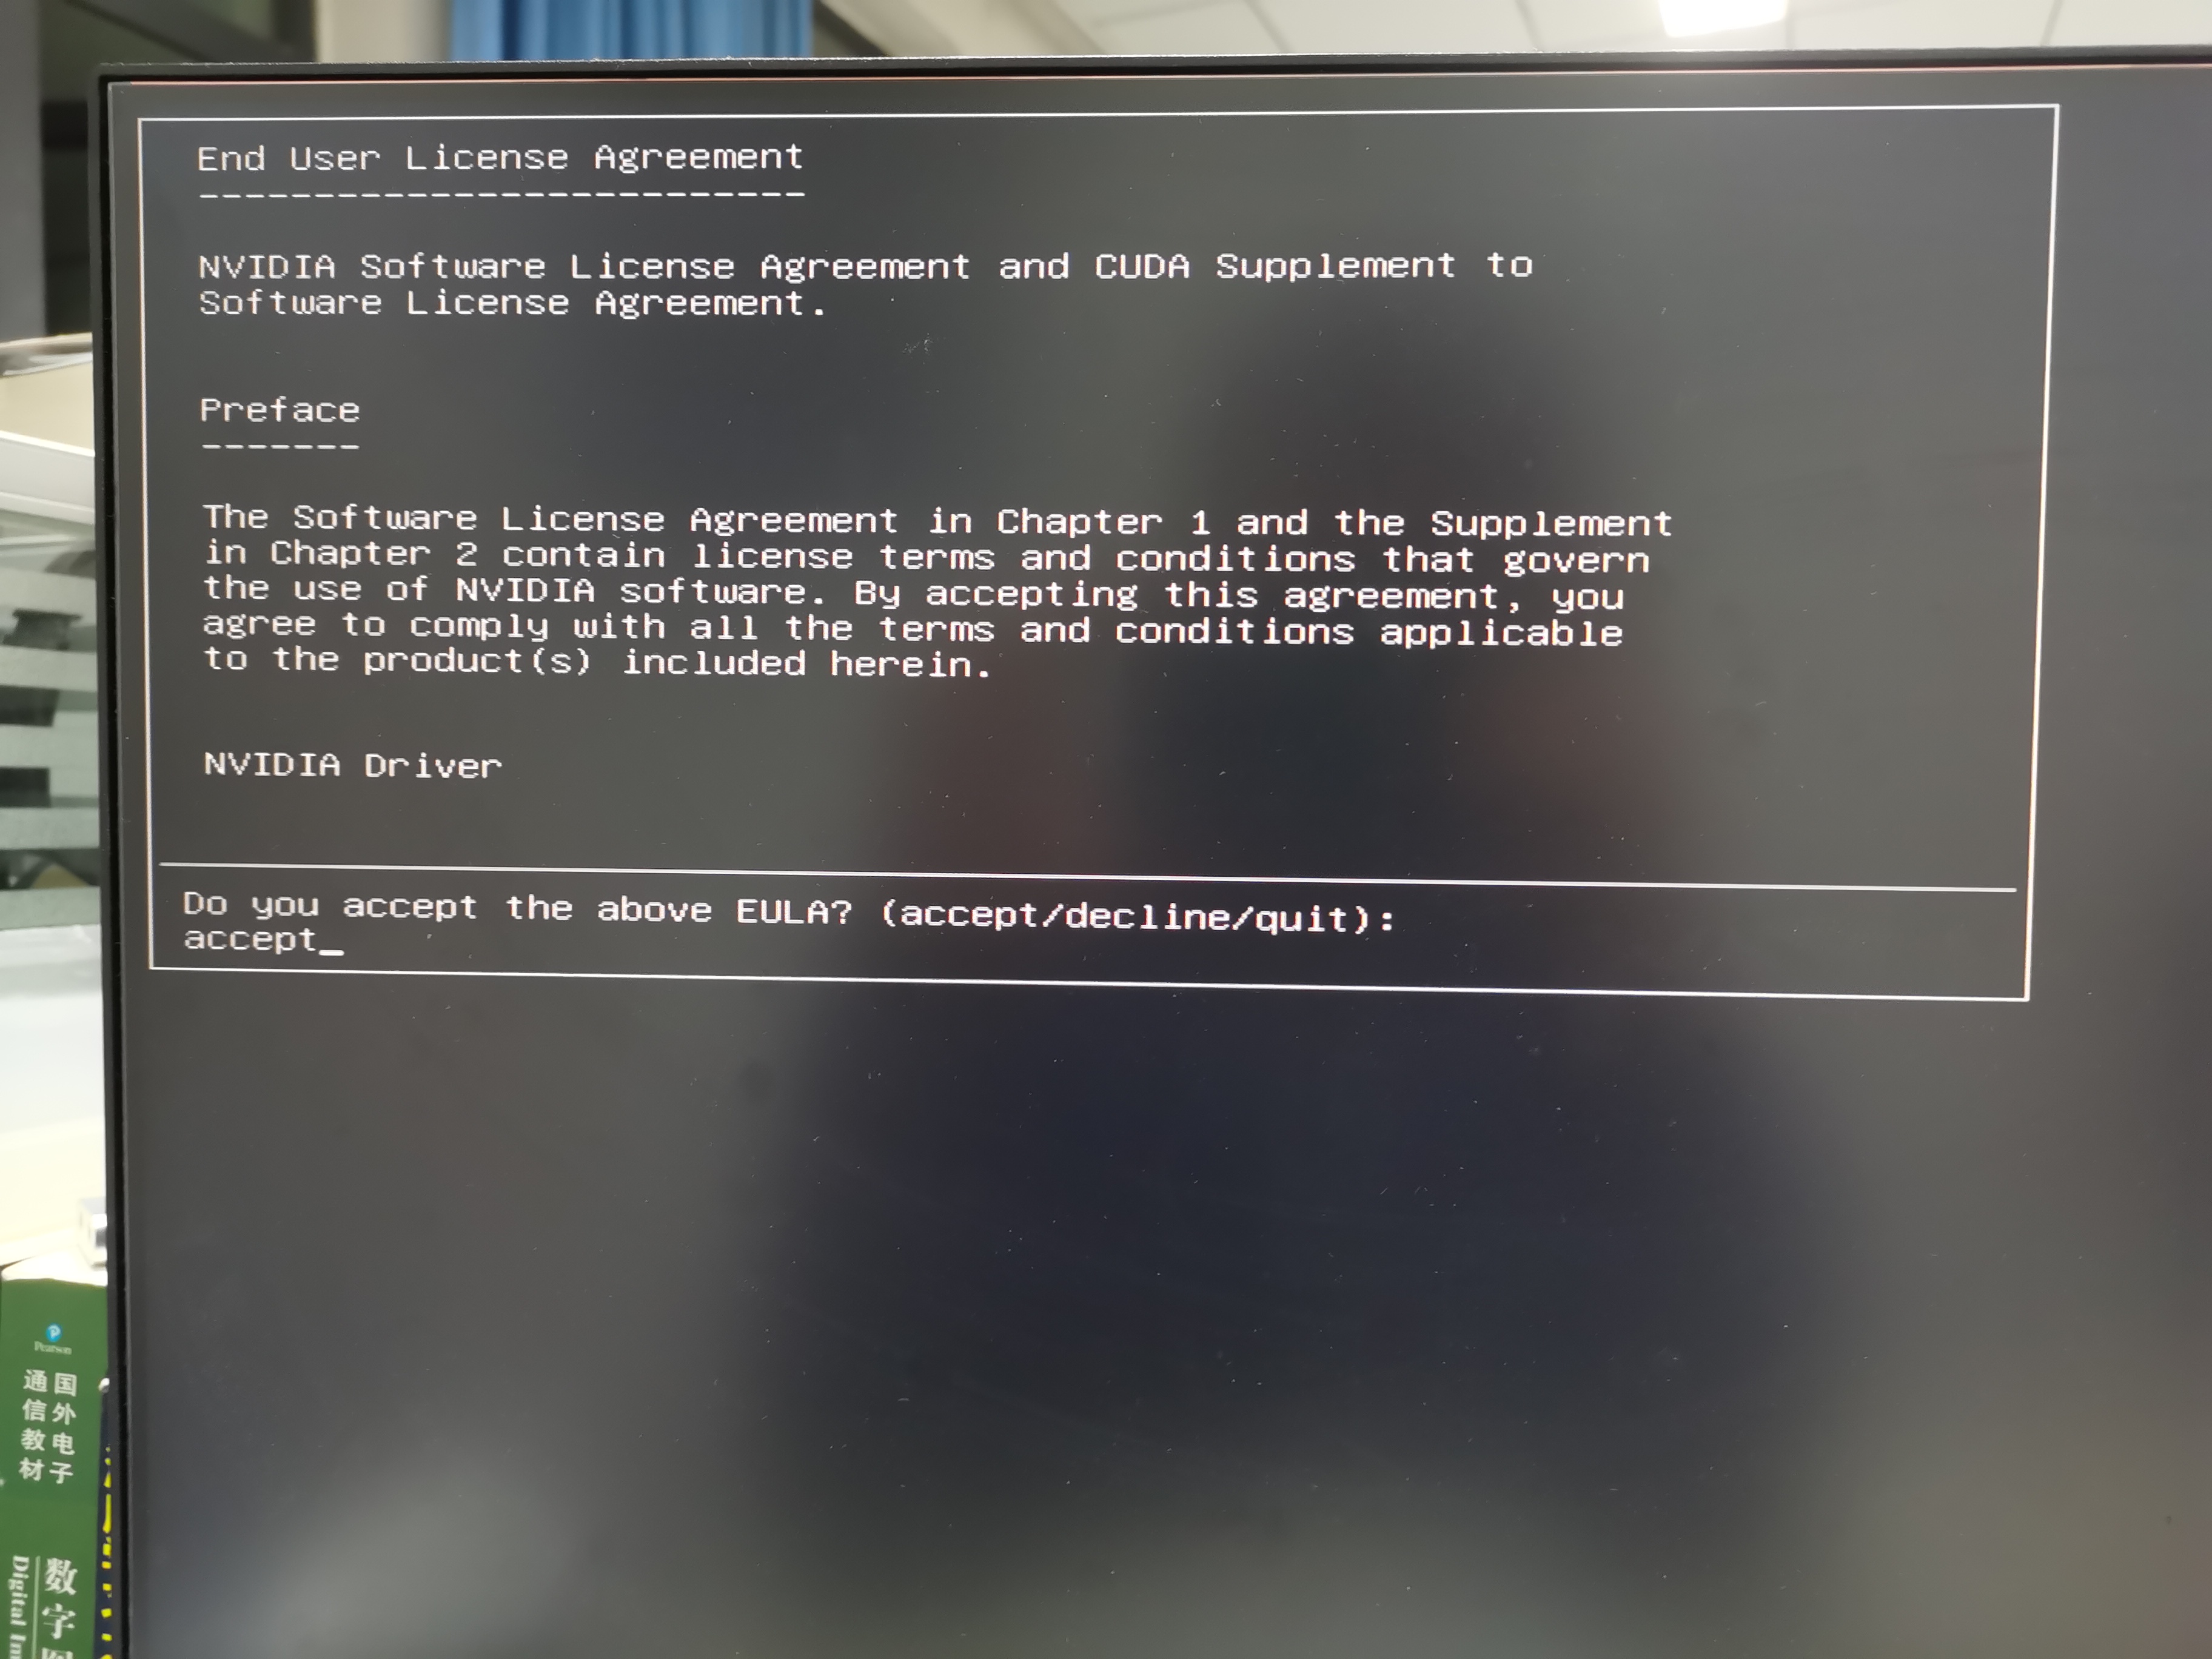 End User License Agreement
--------------------------
NVIDIA Software License Agreement and CUDA Supplement to
Software License Agreement.
Preface
-------
The Software License Agreement in Chapter 1 and the Supplement
in Chapter 2 contain license terms and conditions that govern
the use of NVIDIA software. By accepting this agreement, you
agree to comply with all the terms and conditions applicable
to the product(s) included herein.
NVIDIA Driver
Do you accept the above EULA? (accept/decline/quit):
accept_
Pearson
国外电子
通信教材
数字
Digital